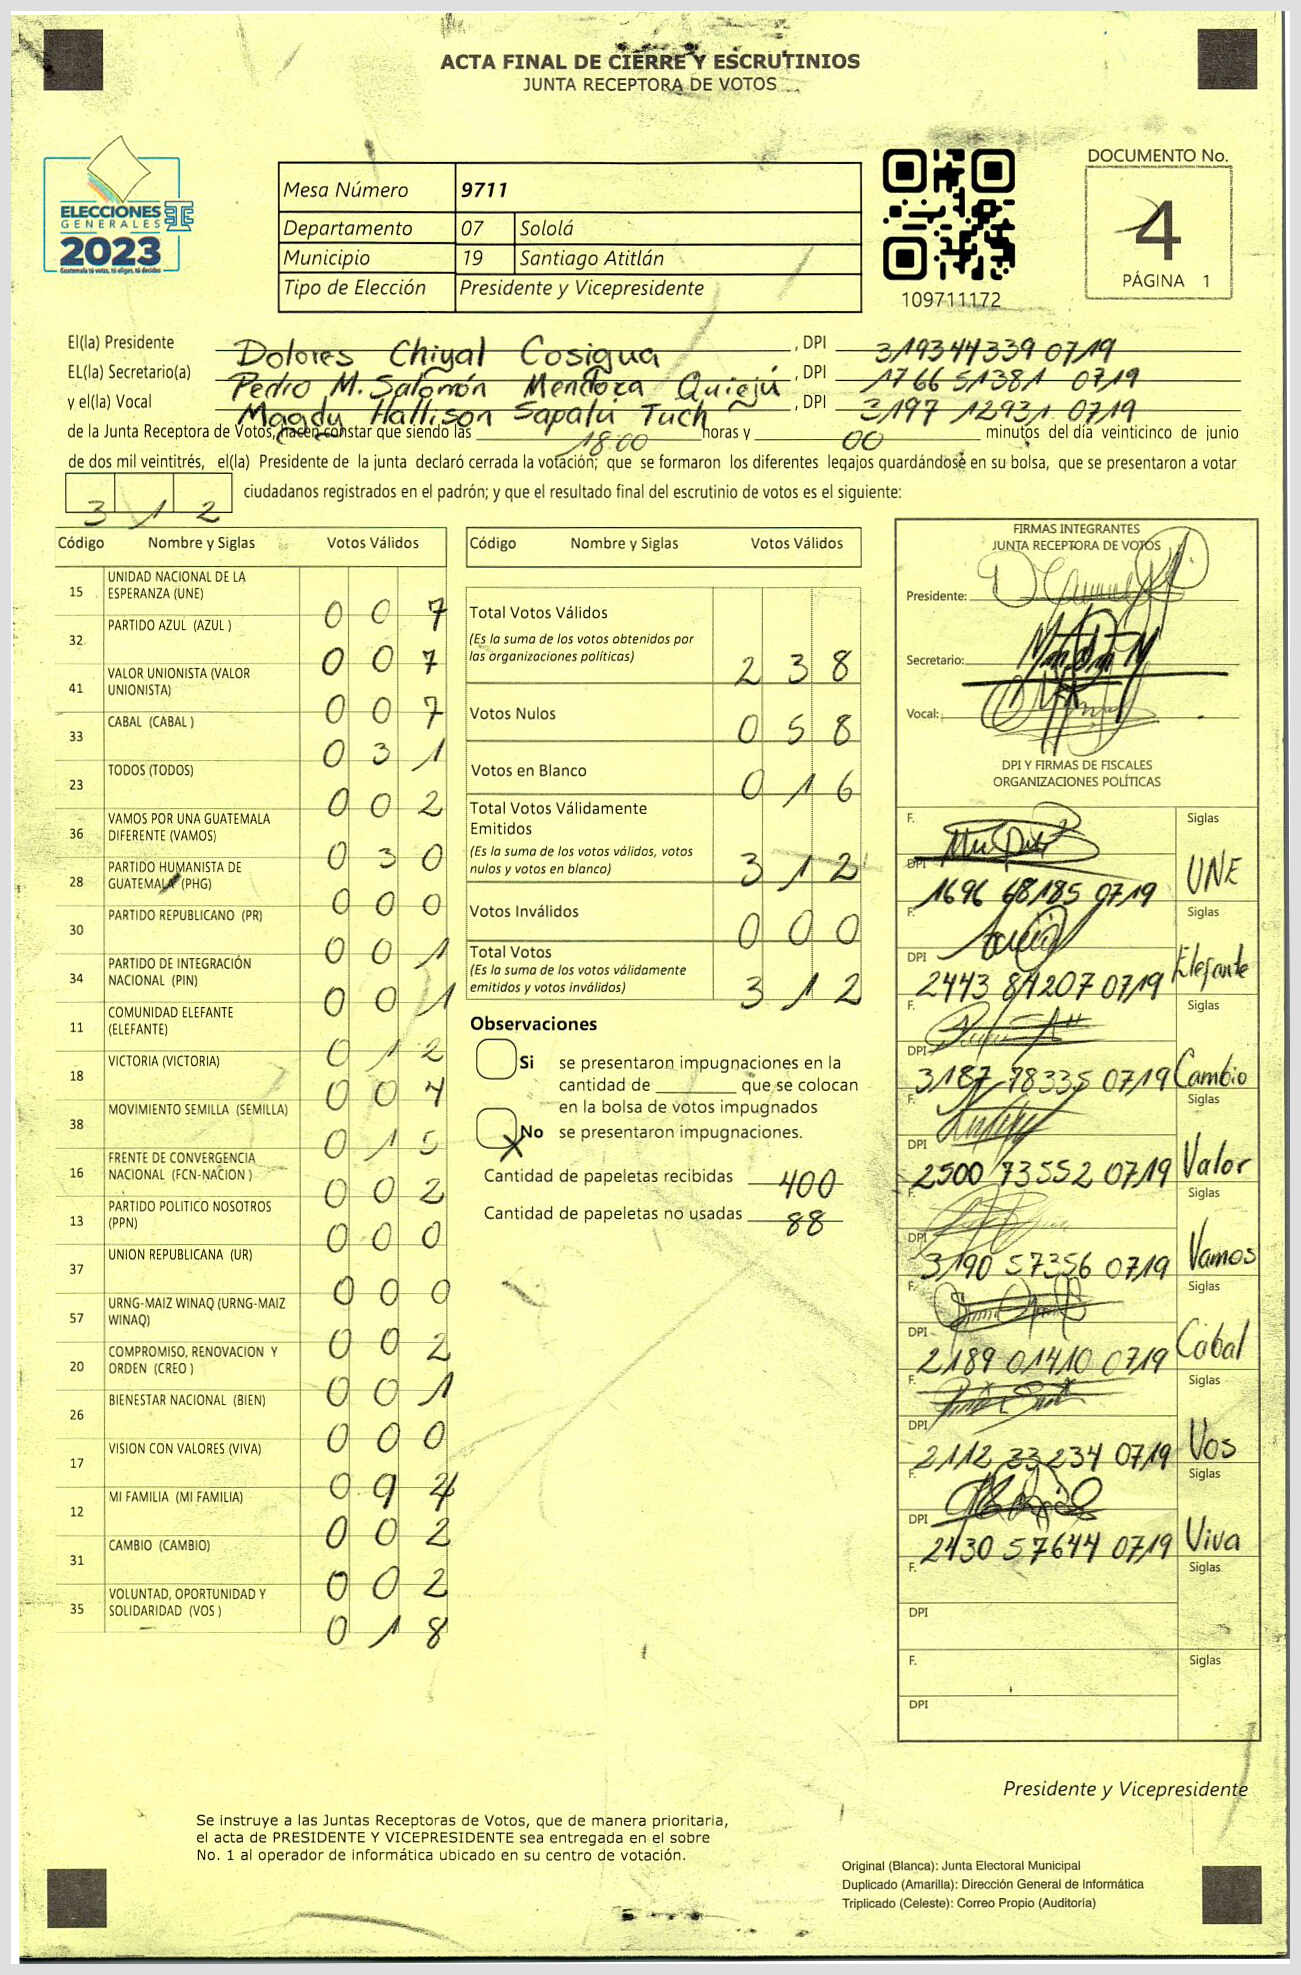 ACTA FINAL DE CIERRE Y ESCRUTINIOS
JUNTA RECEPTORA DE VOTOS
ELECCIONES
GENERALES
2023
Guatemala tú votas, tú eliges, tú decides
Mesa Número 9711
Departamento 07 Sololá
Municipio 19 Santiago Atitlán
Tipo de Elección Presidente y Vicepresidente
109711172
DOCUMENTO No.
4
PÁGINA 1
El(la) Presidente Dolores Chiyal Cosigua, DPI 319344339 0719
EL(la) Secretario(a) Pedro M. Salomón Mendoza Quiejú, DPI 1766 51381 0719
y el(la) Vocal Magdy Hallison Sapalú Tuch, DPI 3197 12931 0719
de la Junta Receptora de Votos, hacen constar que siendo las 18:00 horas y 00 minutos del día veinticinco de junio
de dos mil veintitrés, el(la) Presidente de la junta declaró cerrada la votación; que se formaron los diferentes legajos guardándose en su bolsa, que se presentaron a votar
3 1 2 ciudadanos registrados en el padrón; y que el resultado final del escrutinio de votos es el siguiente:
Código Nombre y Siglas Votos Válidos
15 UNIDAD NACIONAL DE LA ESPERANZA (UNE) 0 0 7
32 PARTIDO AZUL (AZUL ) 0 0 7
41 VALOR UNIONISTA (VALOR UNIONISTA) 0 0 7
33 CABAL (CABAL ) 0 3 1
23 TODOS (TODOS) 0 0 2
36 VAMOS POR UNA GUATEMALA DIFERENTE (VAMOS) 0 3 0
28 PARTIDO HUMANISTA DE GUATEMALA (PHG) 0 0 0
30 PARTIDO REPUBLICANO (PR) 0 0 1
34 PARTIDO DE INTEGRACIÓN NACIONAL (PIN) 0 0 1
11 COMUNIDAD ELEFANTE (ELEFANTE) 0 1 2
18 VICTORIA (VICTORIA) 0 0 4
38 MOVIMIENTO SEMILLA (SEMILLA) 0 1 5
16 FRENTE DE CONVERGENCIA NACIONAL (FCN-NACION ) 0 0 2
13 PARTIDO POLITICO NOSOTROS (PPN) 0 0 0
37 UNION REPUBLICANA (UR) 0 0 0
57 URNG-MAIZ WINAQ (URNG-MAIZ WINAQ) 0 0 2
20 COMPROMISO, RENOVACION Y ORDEN (CREO ) 0 0 1
26 BIENESTAR NACIONAL (BIEN) 0 0 0
17 VISION CON VALORES (VIVA) 0 9 4
12 MI FAMILIA (MI FAMILIA) 0 0 2
31 CAMBIO (CAMBIO) 0 0 2
35 VOLUNTAD, OPORTUNIDAD Y SOLIDARIDAD (VOS ) 0 1 8
Código Nombre y Siglas Votos Válidos
Total Votos Válidos
(Es la suma de los votos obtenidos por
las organizaciones políticas) 2 3 8
Votos Nulos 0 5 8
Votos en Blanco 0 1 6
Total Votos Válidamente
Emitidos
(Es la suma de los votos válidos, votos
nulos y votos en blanco) 3 1 2
Votos Inválidos 0 0 0
Total Votos
(Es la suma de los votos válidamente
emitidos y votos inválidos) 3 1 2
Observaciones
Si se presentaron impugnaciones en la
cantidad de ________ que se colocan
en la bolsa de votos impugnados
X No se presentaron impugnaciones.
Cantidad de papeletas recibidas 400
Cantidad de papeletas no usadas 88
FIRMAS INTEGRANTES
JUNTA RECEPTORA DE VOTOS
Presidente:
Secretario:
Vocal:
DPI Y FIRMAS DE FISCALES
ORGANIZACIONES POLÍTICAS
F. Siglas
DPI 1696 68185 0719 UNE
F. Siglas
DPI 2443 84207 0719 Elefante
F. Siglas
DPI 3187 78335 0719 Cambio
F. Siglas
DPI 2500 73552 0719 Valor
F. Siglas
DPI 3190 57356 0719 Vamos
F. Siglas
DPI 2189 01410 0719 Cabal
F. Siglas
DPI 2112 33234 0719 Vos
F. Siglas
DPI 2430 57644 0719 Viva
F. Siglas
DPI
F. Siglas
DPI
Presidente y Vicepresidente
Se instruye a las Juntas Receptoras de Votos, que de manera prioritaria,
el acta de PRESIDENTE Y VICEPRESIDENTE sea entregada en el sobre
No. 1 al operador de informática ubicado en su centro de votación.
Original (Blanca): Junta Electoral Municipal
Duplicado (Amarilla): Dirección General de Informática
Triplicado (Celeste): Correo Propio (Auditoría)